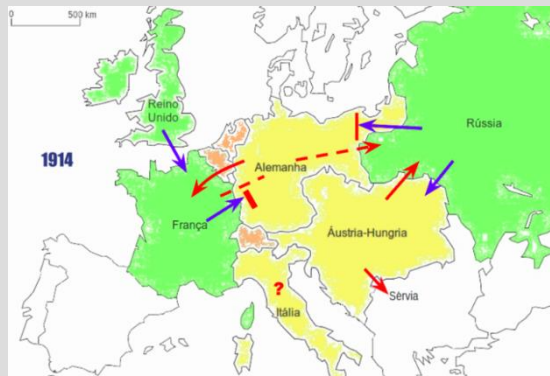 500 km
Reino
Unido
Rússia
1914
Alemanha
França
Áustria-Hungria
?
Sérvia
Itália